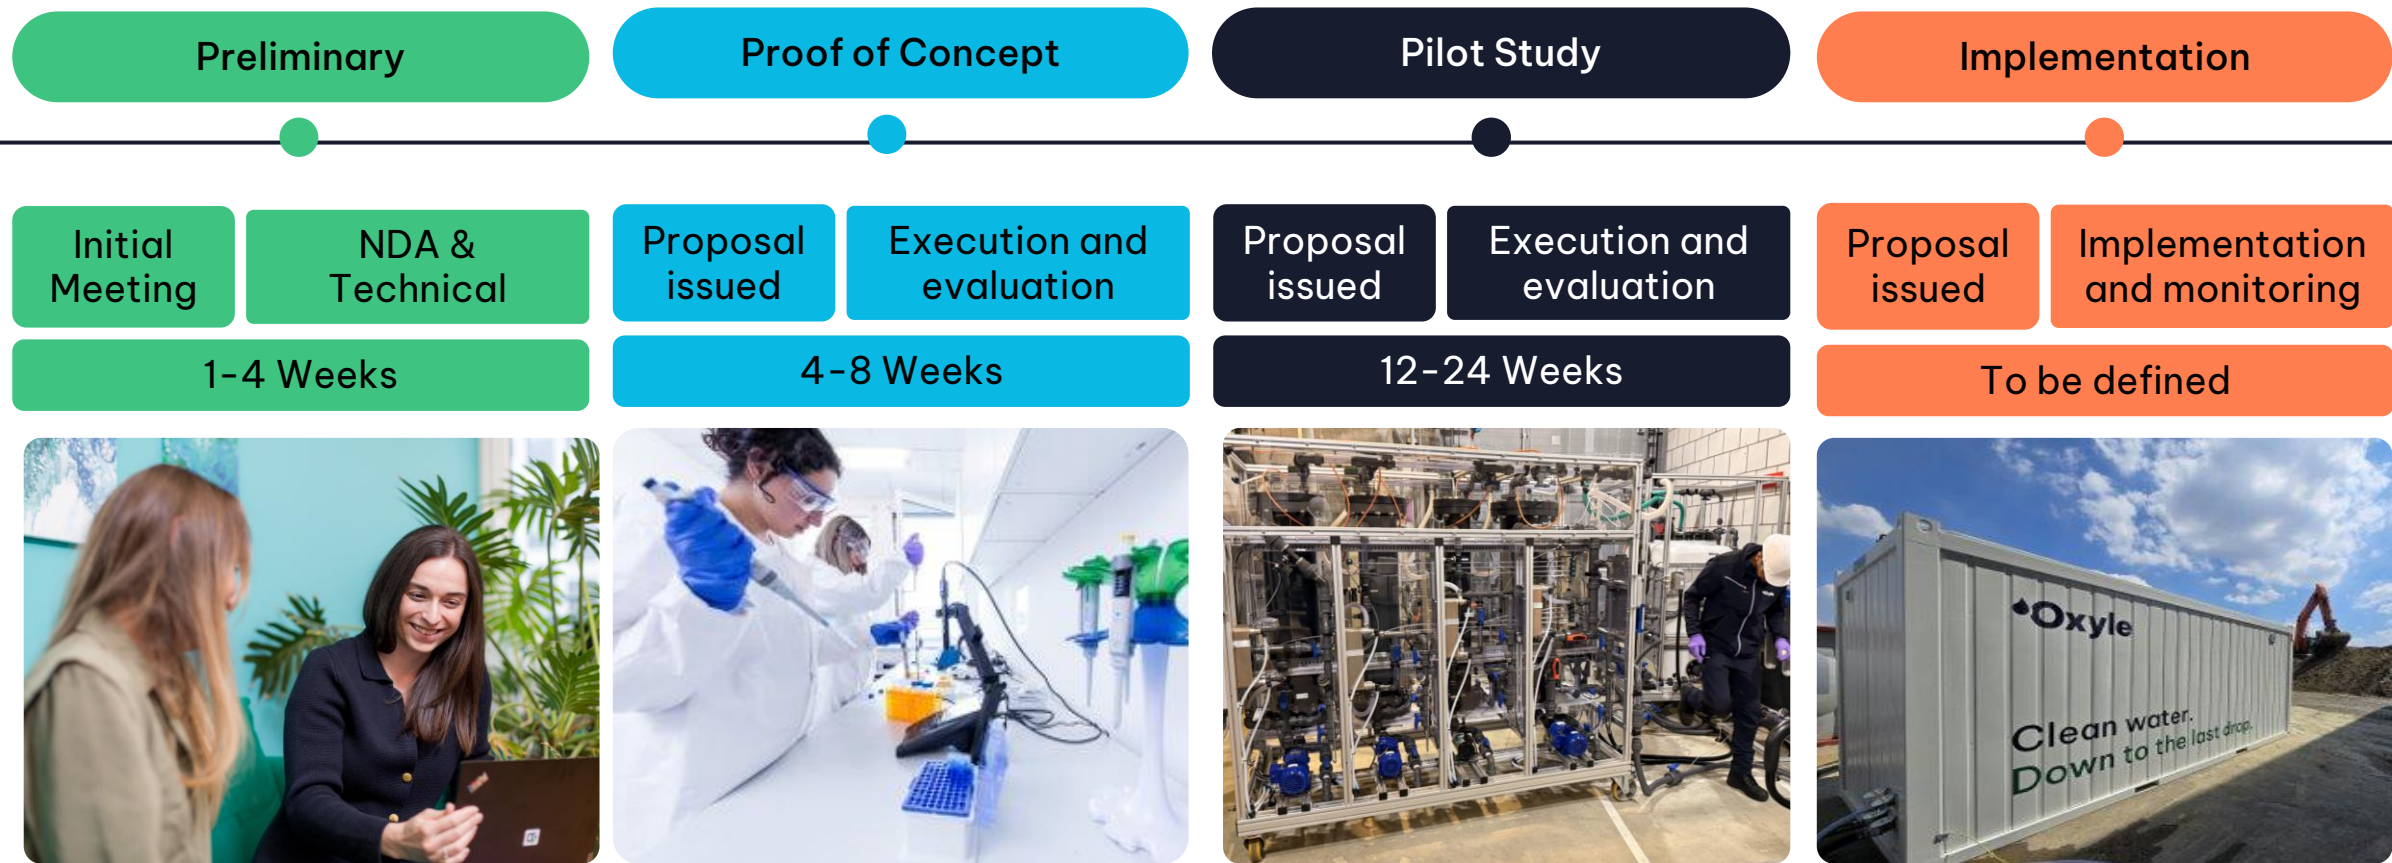 Preliminary
Proof of Concept
Pilot Study
Implementation
Initial
Meeting
NDA &
Technical
Proposal
issued
Execution and
evaluation
Proposal
issued
Execution and
evaluation
Proposal
issued
Implementation
and monitoring
1-4 Weeks
4-8 Weeks
12-24 Weeks
To be defined
Oxyle
Clean water.
Down to the last drop.